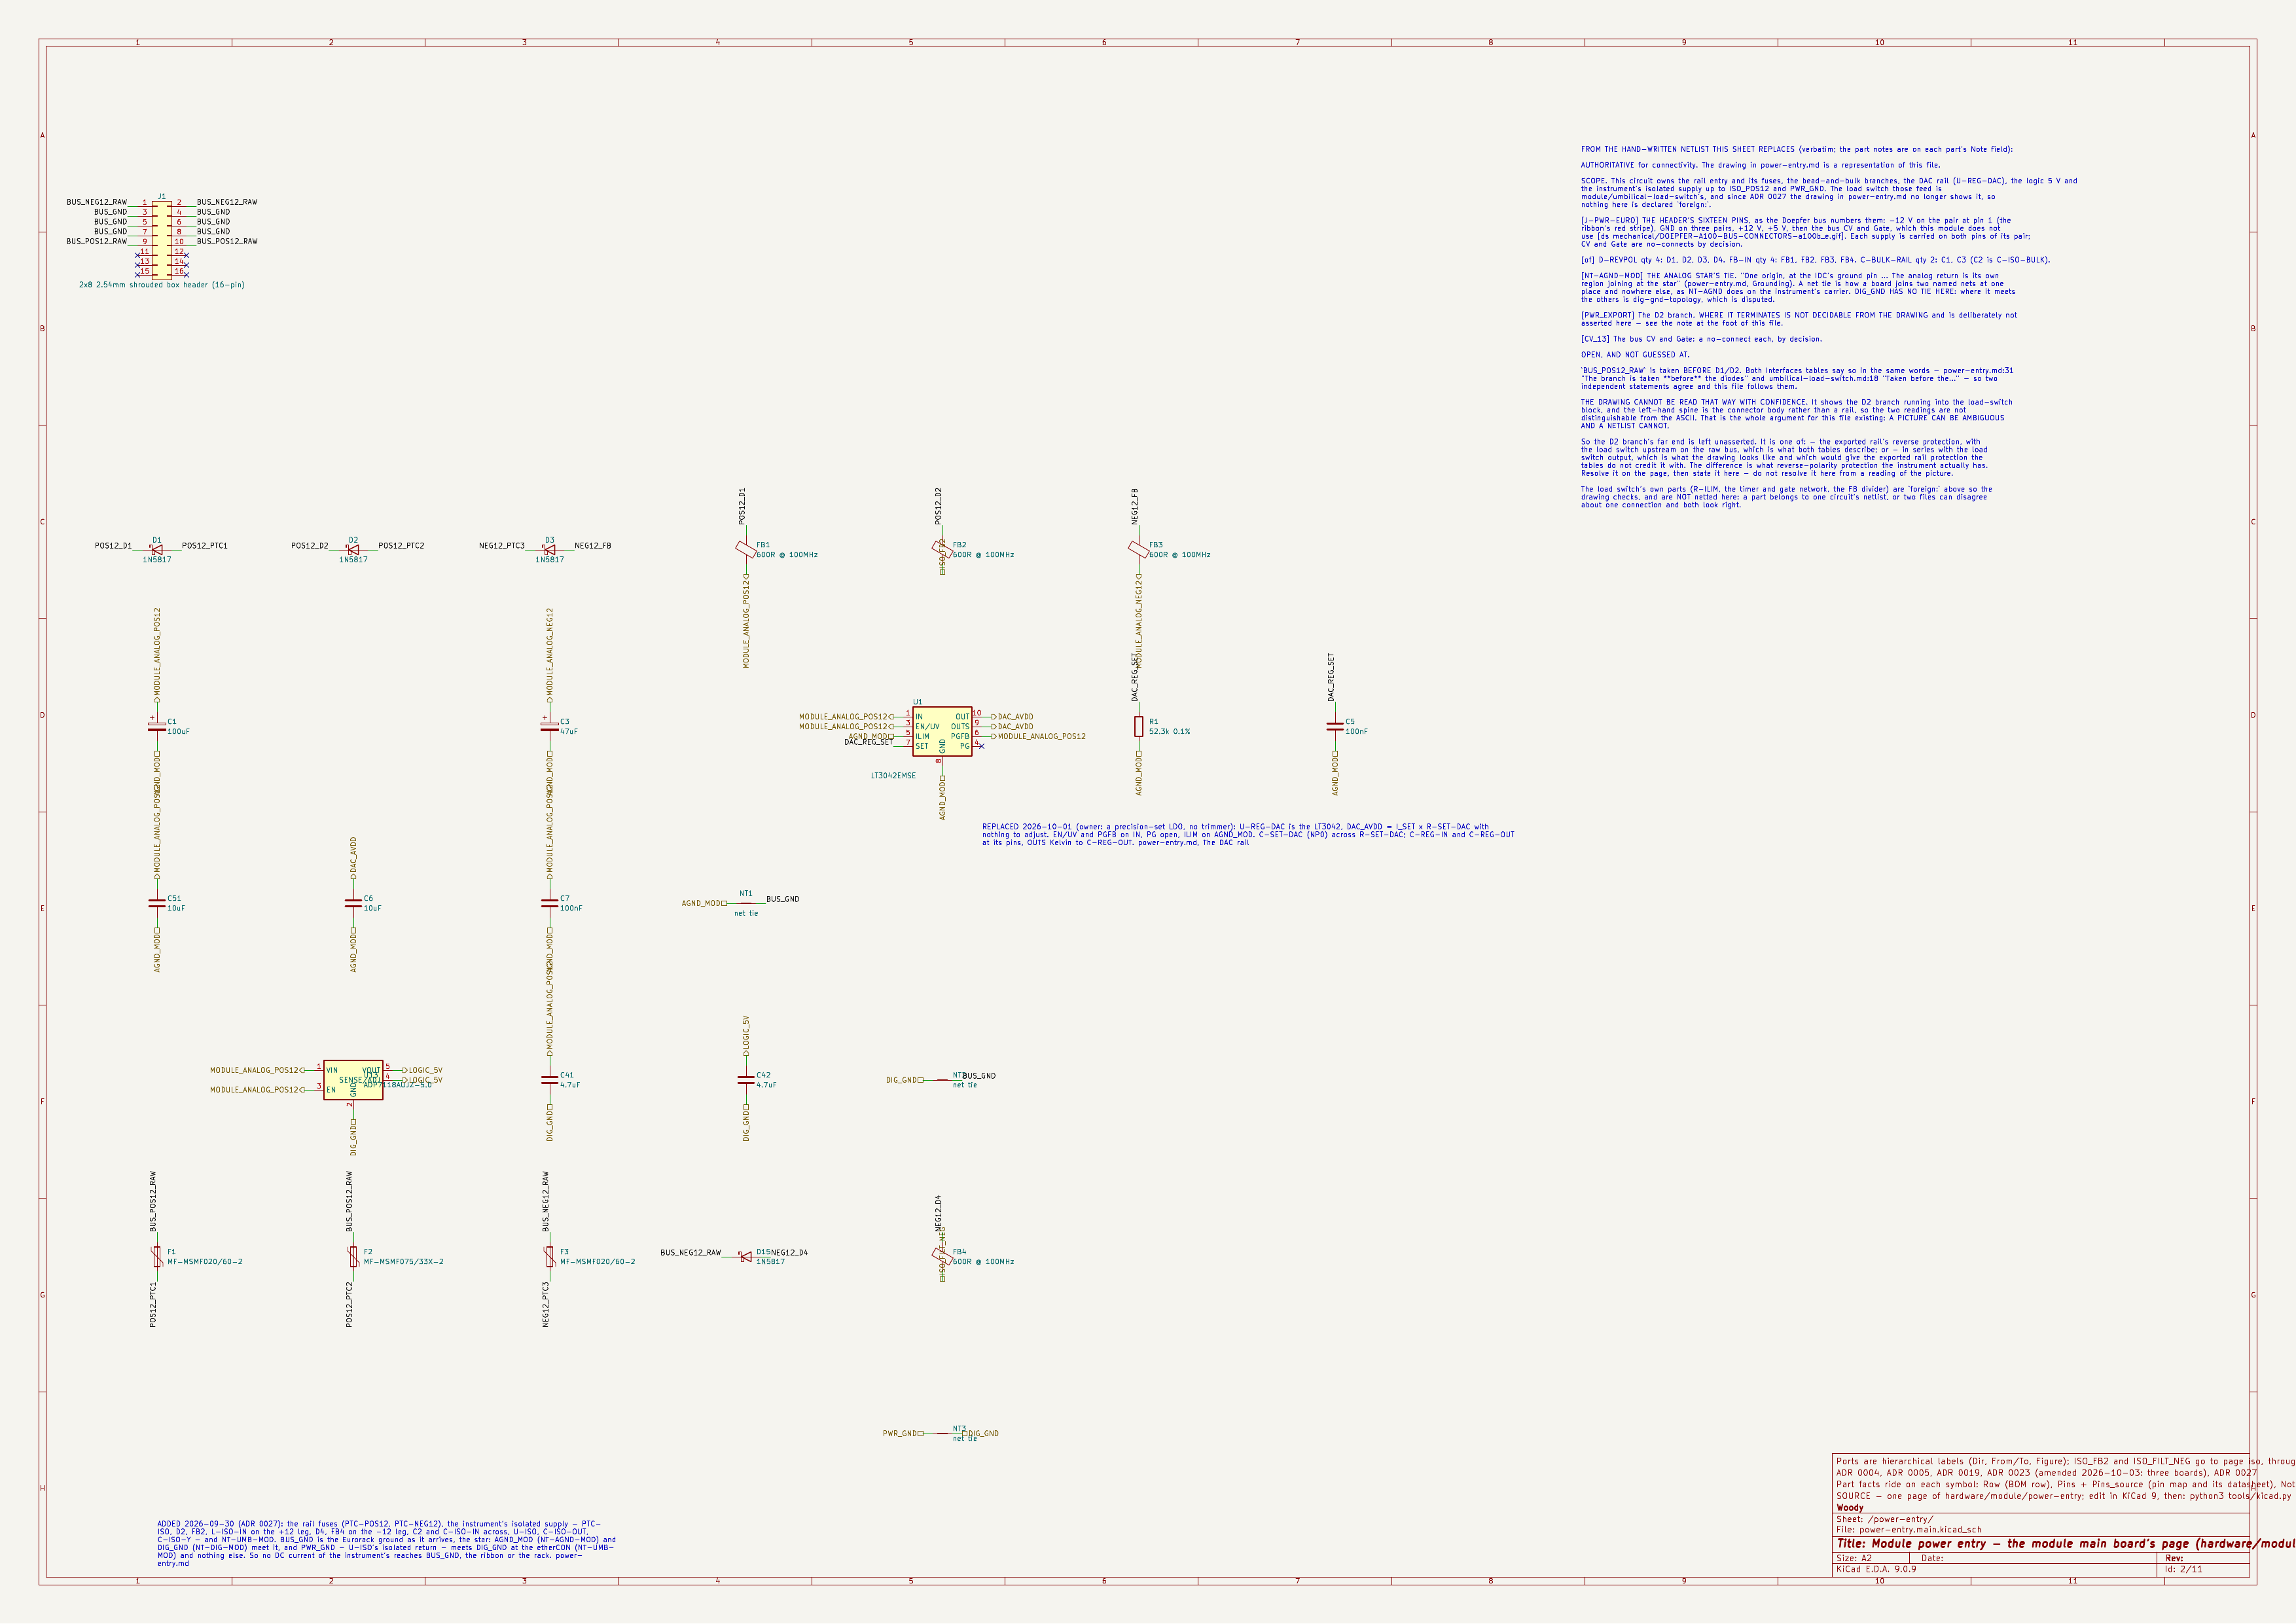 1 2 3 4 5 6 7 8 9 10 11
A
A
FROM THE HAND-WRITTEN NETLIST THIS SHEET REPLACES (verbatim; the part notes are on each part's Note field):
AUTHORITATIVE for connectivity. The drawing in power-entry.md is a representation of this file.
SCOPE. This circuit owns the rail entry and its fuses, the bead-and-bulk branches, the DAC rail (U-REG-DAC), the logic 5 V and
the instrument's isolated supply up to ISO_POS12 and PWR_GND. The load switch those feed is
module/umbilical-load-switch's, and since ADR 0027 the drawing in power-entry.md no longer shows it, so
nothing here is declared `foreign:`.
[J-PWR-EURO] THE HEADER'S SIXTEEN PINS, as the Doepfer bus numbers them: -12 V on the pair at pin 1 (the
ribbon's red stripe), GND on three pairs, +12 V, +5 V, then the bus CV and Gate, which this module does not
use [ds mechanical/DOEPFER-A100-BUS-CONNECTORS-a100b_e.gif]. Each supply is carried on both pins of its pair;
CV and Gate are no-connects by decision.
[of] D-REVPOL qty 4: D1, D2, D3, D4. FB-IN qty 4: FB1, FB2, FB3, FB4. C-BULK-RAIL qty 2: C1, C3 (C2 is C-ISO-BULK).
[NT-AGND-MOD] THE ANALOG STAR'S TIE. "One origin, at the IDC's ground pin ... The analog return is its own
region joining at the star" (power-entry.md, Grounding). A net tie is how a board joins two named nets at one
place and nowhere else, as NT-AGND does on the instrument's carrier. DIG_GND HAS NO TIE HERE: where it meets
the others is dig-gnd-topology, which is disputed.
[PWR_EXPORT] The D2 branch. WHERE IT TERMINATES IS NOT DECIDABLE FROM THE DRAWING and is deliberately not
asserted here - see the note at the foot of this file.
[CV_13] The bus CV and Gate: a no-connect each, by decision.
OPEN, AND NOT GUESSED AT.
`BUS_POS12_RAW` is taken BEFORE D1/D2. Both Interfaces tables say so in the same words - power-entry.md:31
"The branch is taken **before** the diodes" and umbilical-load-switch.md:18 "Taken before the..." - so two
independent statements agree and this file follows them.
THE DRAWING CANNOT BE READ THAT WAY WITH CONFIDENCE. It shows the D2 branch running into the load-switch
block, and the left-hand spine is the connector body rather than a rail, so the two readings are not
distinguishable from the ASCII. That is the whole argument for this file existing: A PICTURE CAN BE AMBIGUOUS
AND A NETLIST CANNOT.
So the D2 branch's far end is left unasserted. It is one of: - the exported rail's reverse protection, with
the load switch upstream on the raw bus, which is what both tables describe; or - in series with the load
switch output, which is what the drawing looks like and which would give the exported rail protection the
tables do not credit it with. The difference is what reverse-polarity protection the instrument actually has.
Resolve it on the page, then state it here - do not resolve it here from a reading of the picture.
The load switch's own parts (R-ILIM, the timer and gate network, the FB divider) are `foreign:` above so the
drawing checks, and are NOT netted here: a part belongs to one circuit's netlist, or two files can disagree
about one connection and both look right.
J1
BUS_NEG12_RAW 1 2 BUS_NEG12_RAW
BUS_GND 3 4 BUS_GND
BUS_GND 5 6 BUS_GND
BUS_GND 7 8 BUS_GND
BUS_POS12_RAW 9 10 BUS_POS12_RAW
11 12
13 14
15 16
2x8 2.54mm shrouded box header (16-pin)
B
B
C
C
POS12_D1 D1 POS12_PTC1
1N5817
POS12_D2 D2 POS12_PTC2
1N5817
NEG12_PTC3 D3 NEG12_FB
1N5817
POS12_D1
FB1
600R @ 100MHz
MODULE_ANALOG_POS12
POS12_D2
FB2
600R @ 100MHz
ISO_FB2
NEG12_FB
FB3
600R @ 100MHz
MODULE_ANALOG_NEG12
D
D
MODULE_ANALOG_POS12
C1
100uF
AGND_MOD
MODULE_ANALOG_NEG12
C3
47uF
AGND_MOD
U1
MODULE_ANALOG_POS12 1 IN OUT 10 DAC_AVDD
MODULE_ANALOG_POS12 3 EN/UV OUTS 9 DAC_AVDD
AGND_MOD 5 ILIM PGFB 6 MODULE_ANALOG_POS12
DAC_REG_SET 7 SET PG 4
GND
8
LT3042EMSE
AGND_MOD
DAC_REG_SET
R1
52.3k 0.1%
AGND_MOD
DAC_REG_SET
C5
100nF
AGND_MOD
REPLACED 2026-10-01 (owner: a precision-set LDO, no trimmer): U-REG-DAC is the LT3042, DAC_AVDD = I_SET x R-SET-DAC with
nothing to adjust. EN/UV and PGFB on IN, PG open, ILIM on AGND_MOD. C-SET-DAC (NP0) across R-SET-DAC; C-REG-IN and C-REG-OUT
at its pins, OUTS Kelvin to C-REG-OUT. power-entry.md, The DAC rail
E
E
MODULE_ANALOG_POS12
C51
10uF
AGND_MOD
DAC_AVDD
C6
10uF
AGND_MOD
MODULE_ANALOG_POS12
C7
100nF
AGND_MOD
NT1
AGND_MOD BUS_GND
net tie
F
F
MODULE_ANALOG_POS12 1 VIN VOUT 5 LOGIC_5V
U13
SENSE/ADJ 4 LOGIC_5V
ADP7118AUJZ-5.0
MODULE_ANALOG_POS12 3 EN
GND
2
DIG_GND
MODULE_ANALOG_POS12
C41
4.7uF
DIG_GND
LOGIC_5V
C42
4.7uF
DIG_GND
DIG_GND NT2 BUS_GND
net tie
G
G
BUS_POS12_RAW
F1
MF-MSMF020/60-2
POS12_PTC1
BUS_POS12_RAW
F2
MF-MSMF075/33X-2
POS12_PTC2
BUS_NEG12_RAW
F3
MF-MSMF020/60-2
NEG12_PTC3
BUS_NEG12_RAW D15 NEG12_D4
1N5817
NEG12_D4
ISO_FILT_NEG
FB4
600R @ 100MHz
PWR_GND NT3 DIG_GND
net tie
H
H
ADDED 2026-09-30 (ADR 0027): the rail fuses (PTC-POS12, PTC-NEG12), the instrument's isolated supply - PTC-
ISO, D2, FB2, L-ISO-IN on the +12 leg, D4, FB4 on the -12 leg, C2 and C-ISO-IN across, U-ISO, C-ISO-OUT,
C-ISO-Y - and NT-UMB-MOD. BUS_GND is the Eurorack ground as it arrives, the star: AGND_MOD (NT-AGND-MOD) and
DIG_GND (NT-DIG-MOD) meet it, and PWR_GND - U-ISO's isolated return - meets DIG_GND at the etherCON (NT-UMB-
MOD) and nothing else. So no DC current of the instrument's reaches BUS_GND, the ribbon or the rack. power-
entry.md
Ports are hierarchical labels (Dir, From/To, Figure); ISO_FB2 and ISO_FILT_NEG go to page iso, throug
ADR 0004, ADR 0005, ADR 0019, ADR 0023 (amended 2026-10-03: three boards), ADR 0027
Part facts ride on each symbol: Row (BOM row), Pins + Pins_source (pin map and its datasheet), Not
SOURCE - one page of hardware/module/power-entry; edit in KiCad 9, then: python3 tools/kicad.py
Woody
Sheet: /power-entry/
File: power-entry.main.kicad_sch
Title: Module power entry - the module main board's page (hardware/modul
Size: A2 Date: Rev:
KiCad E.D.A. 9.0.9 Id: 2/11
1 2 3 4 5 6 7 8 9 10 11